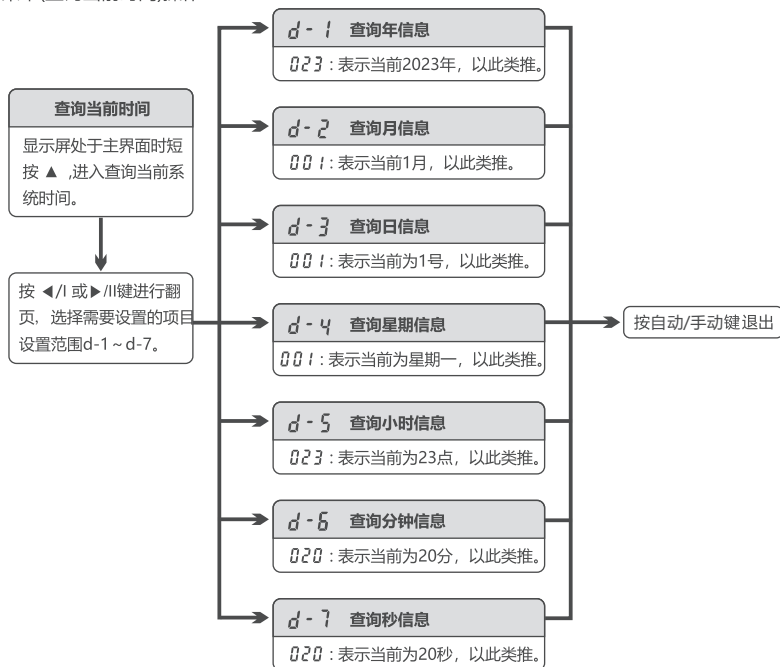 查询当前时间
显示屏处于主界面时短
按 ▲ ,进入查询当前系
统时间。
按 ◀/I 或▶/II键进行翻
页，选择需要设置的项目
设置范围d-1～d-7。
d-1 查询年信息
023：表示当前2023年，以此类推。
d-2 查询月信息
001：表示当前1月，以此类推。
d-3 查询日信息
001：表示当前为1号，以此类推。
d-4 查询星期信息
001：表示当前为星期一，以此类推。
d-5 查询小时信息
023：表示当前为23点，以此类推。
d-6 查询分钟信息
020：表示当前为20分，以此类推。
d-7 查询秒信息
020：表示当前为20秒，以此类推。
按自动/手动键退出